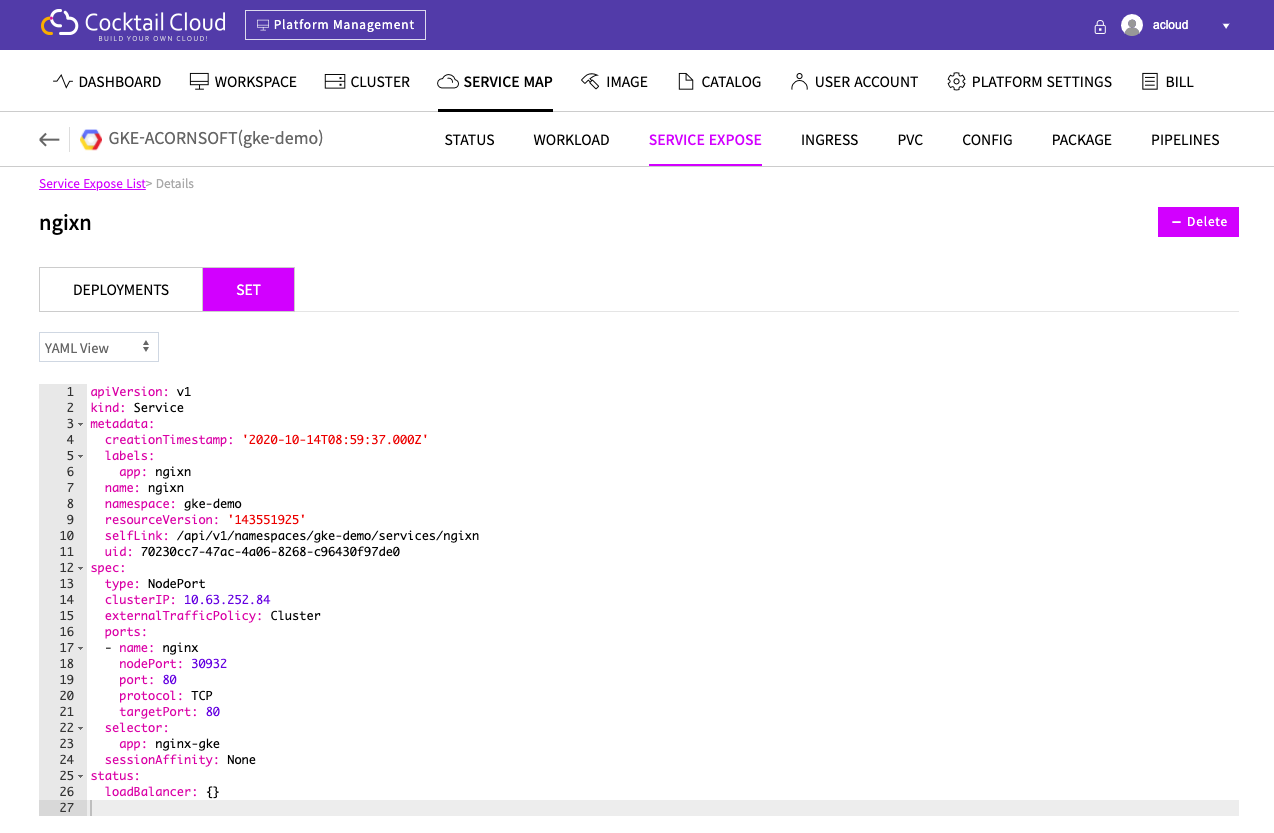 Cocktail Cloud
BUILD YOUR OWN CLOUD!
Platform Management
acloud
DASHBOARD WORKSPACE CLUSTER SERVICE MAP IMAGE CATALOG USER ACCOUNT PLATFORM SETTINGS BILL
GKE-ACORNSOFT(gke-demo)
STATUS WORKLOAD SERVICE EXPOSE INGRESS PVC CONFIG PACKAGE PIPELINES
Service Expose List> Details
ngixn
− Delete
DEPLOYMENTS SET
YAML View
1 apiVersion: v1
2 kind: Service
3 metadata:
4 creationTimestamp: '2020-10-14T08:59:37.000Z'
5 labels:
6 app: ngixn
7 name: ngixn
8 namespace: gke-demo
9 resourceVersion: '143551925'
10 selfLink: /api/v1/namespaces/gke-demo/services/ngixn
11 uid: 70230cc7-47ac-4a06-8268-c96430f97de0
12 spec:
13 type: NodePort
14 clusterIP: 10.63.252.84
15 externalTrafficPolicy: Cluster
16 ports:
17 - name: nginx
18 nodePort: 30932
19 port: 80
20 protocol: TCP
21 targetPort: 80
22 selector:
23 app: nginx-gke
24 sessionAffinity: None
25 status:
26 loadBalancer: {}
27